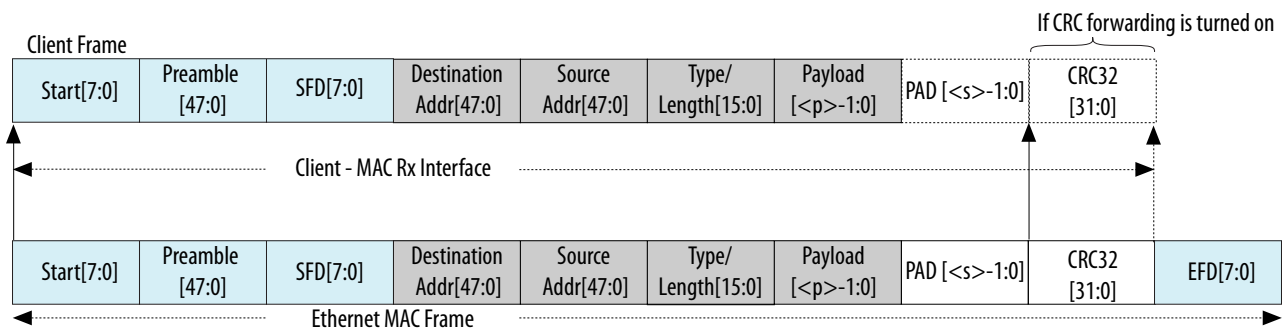 If CRC forwarding is turned on
Client Frame
Start[7:0]
Preamble
[47:0]
SFD[7:0]
Destination
Addr[47:0]
Source
Addr[47:0]
Type/
Length[15:0]
Payload
[<p>-1:0]
PAD [<s>-1:0]
CRC32
[31:0]
Client - MAC Rx Interface
Start[7:0]
Preamble
[47:0]
SFD[7:0]
Destination
Addr[47:0]
Source
Addr[47:0]
Type/
Length[15:0]
Payload
[<p>-1:0]
PAD [<s>-1:0]
CRC32
[31:0]
EFD[7:0]
Ethernet MAC Frame